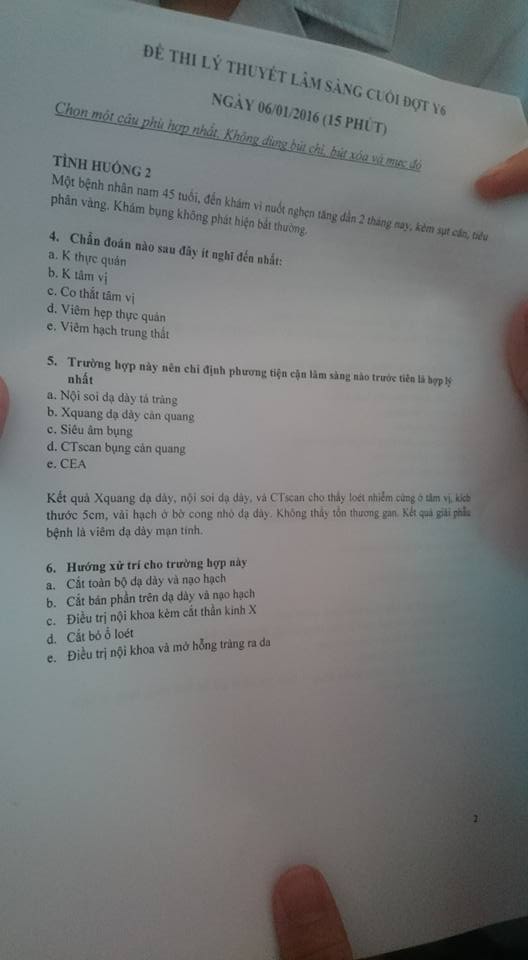 ĐỀ THI LÝ THUYẾT LÂM SÀNG CUỐI ĐỢT Y6
NGÀY 06/01/2016 (15 PHÚT)
Chọn một câu phù hợp nhất. Không dùng bút chì, bút xóa và mực đỏ
TÌNH HUỐNG 2
Một bệnh nhân nam 45 tuổi, đến khám vì nuốt nghẹn tăng dần 2 tháng nay, kèm sụt cân, tiêu
phân vàng. Khám bụng không phát hiện bất thường.
4. Chẩn đoán nào sau đây ít nghĩ đến nhất:
a. K thực quản
b. K tâm vị
c. Co thắt tâm vị
d. Viêm hẹp thực quản
e. Viêm hạch trung thất
5. Trường hợp này nên chỉ định phương tiện cận lâm sàng nào trước tiên là hợp lý
nhất
a. Nội soi dạ dày tá tràng
b. Xquang dạ dày cản quang
c. Siêu âm bụng
d. CTscan bụng cản quang
e. CEA
Kết quả Xquang dạ dày, nội soi dạ dày, và CTscan cho thấy loét nhiễm cứng ở tâm vị, kích
thước 5cm, vài hạch ở bờ cong nhỏ dạ dày. Không thấy tổn thương gan. Kết quả giải phẫu
bệnh là viêm dạ dày mạn tính.
6. Hướng xử trí cho trường hợp này
a. Cắt toàn bộ dạ dày và nạo hạch
b. Cắt bán phần trên dạ dày và nạo hạch
c. Điều trị nội khoa kèm cắt thần kinh X
d. Cắt bỏ ổ loét
e. Điều trị nội khoa và mở hỗng tràng ra da
2